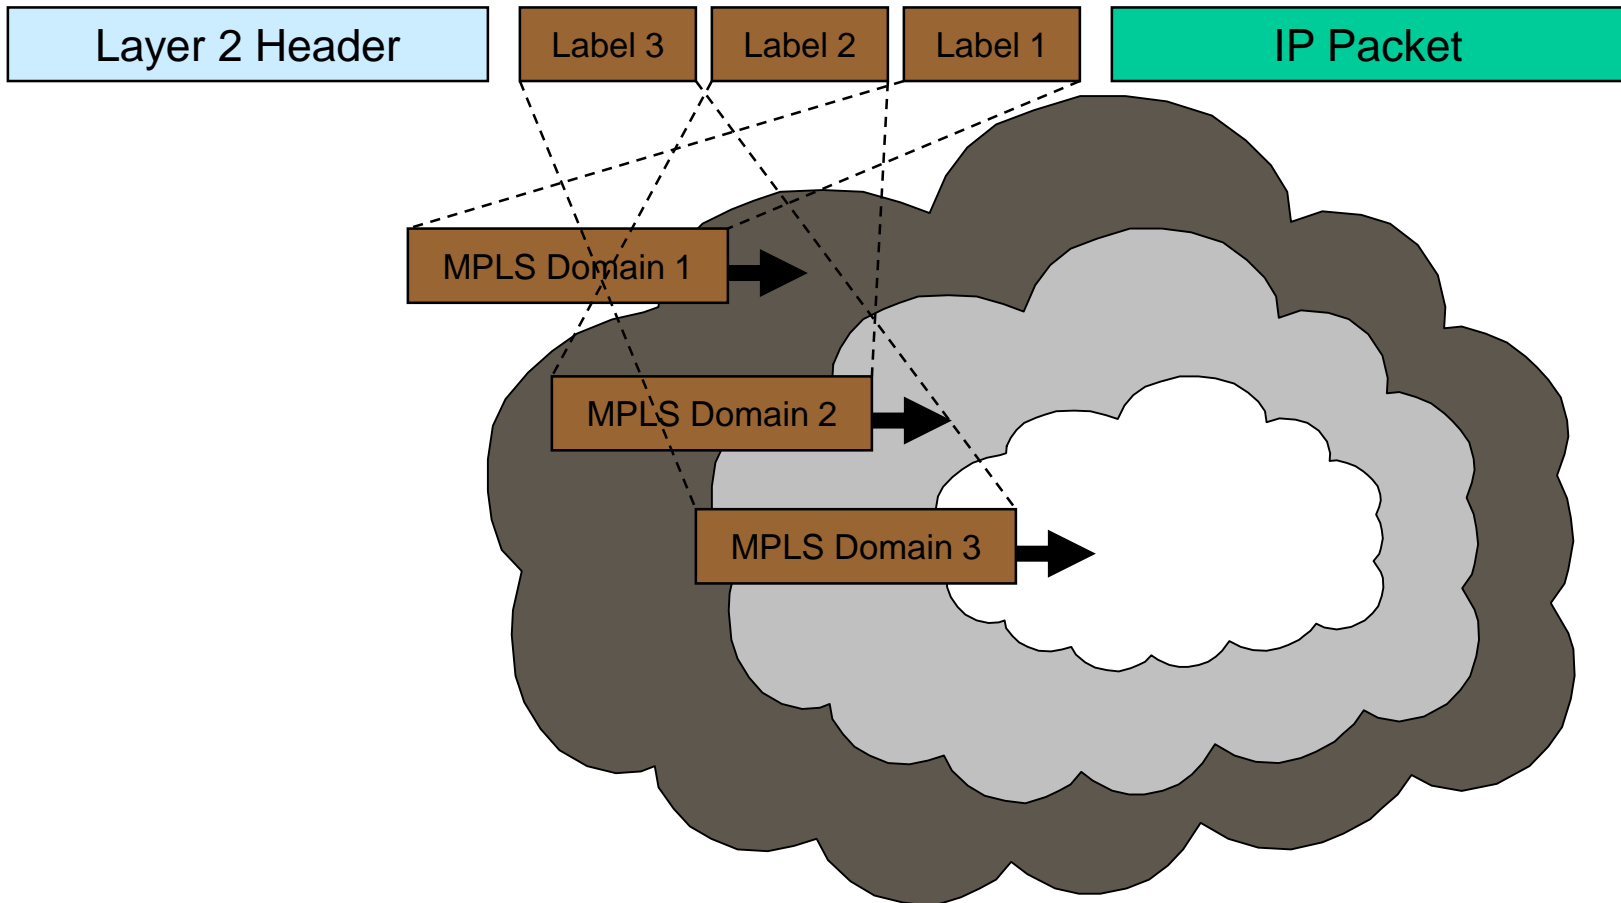 Layer 2 Header
Label 3
Label 2
Label 1
IP Packet
MPLS Domain 1
MPLS Domain 2
MPLS Domain 3